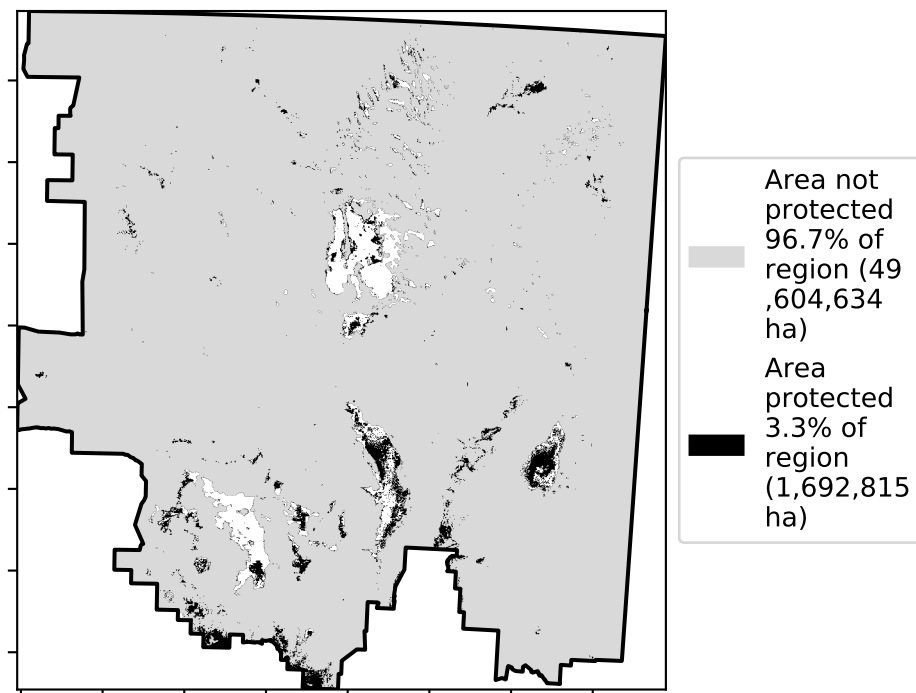 Area not
protected
96.7% of
region (49
,604,634
ha)
Area
protected
3.3% of
region
(1,692,815
ha)